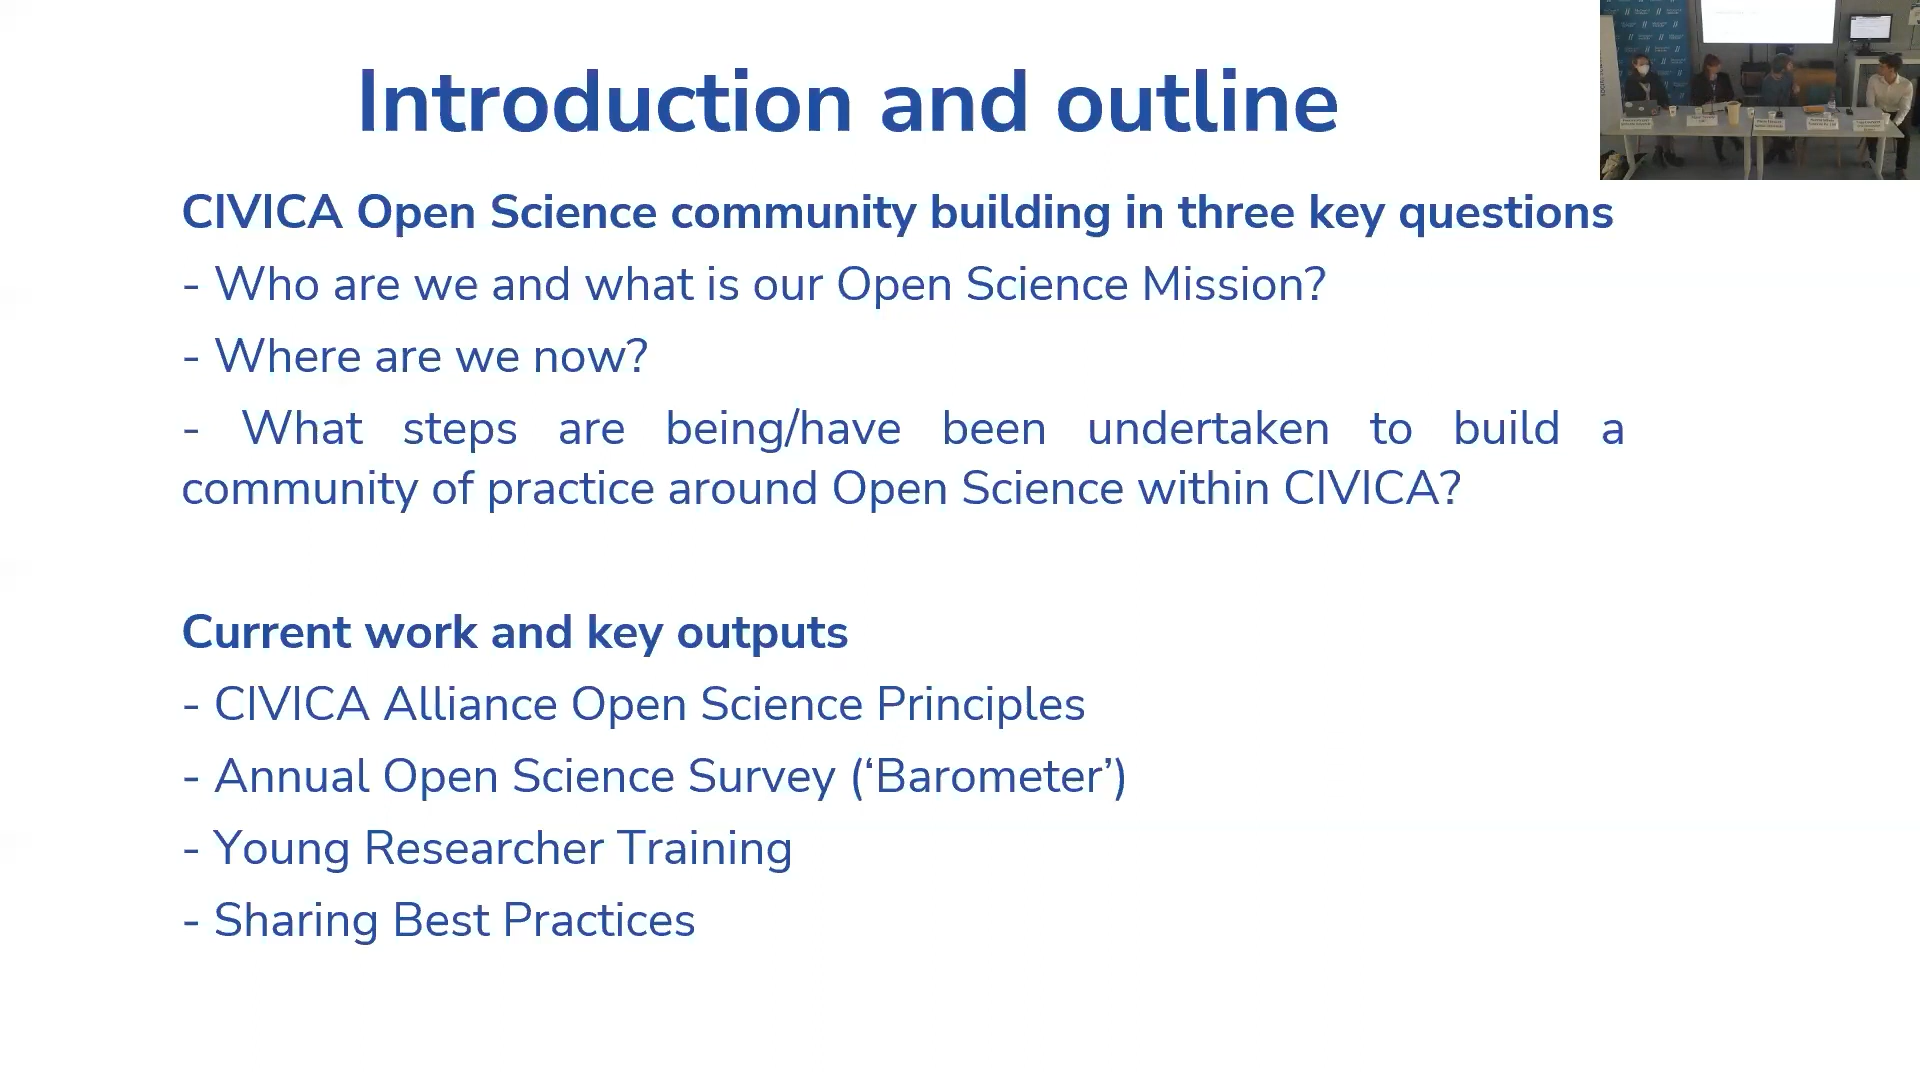 Introduction and outline
CIVICA Open Science community building in three key questions
- Who are we and what is our Open Science Mission?
- Where are we now?
- What steps are being/have been undertaken to build a
community of practice around Open Science within CIVICA?
Current work and key outputs
- CIVICA Alliance Open Science Principles
- Annual Open Science Survey (‘Barometer’)
- Young Researcher Training
- Sharing Best Practices